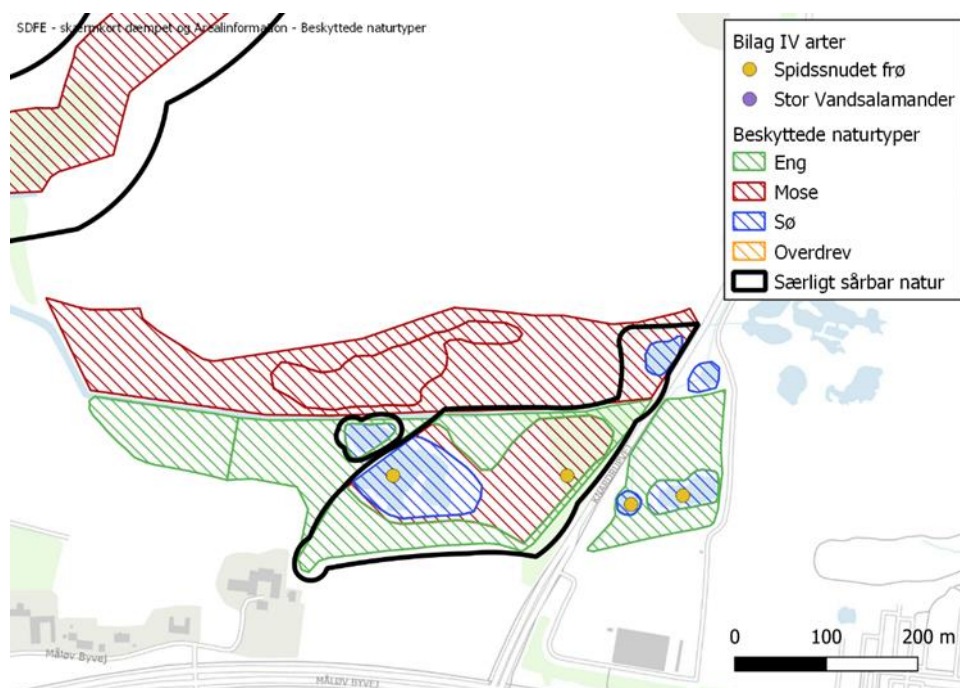 SDFE - skærmkort dæmpet og Arealinformation - Beskyttede naturtyper
Bilag IV arter
Spidssnudet frø
Stor Vandsalamander
Beskyttede naturtyper
Eng
Mose
Sø
Overdrev
Særligt sårbar natur
0 100 200 m
Måløv Byvej
MÅLØV BYVEJ